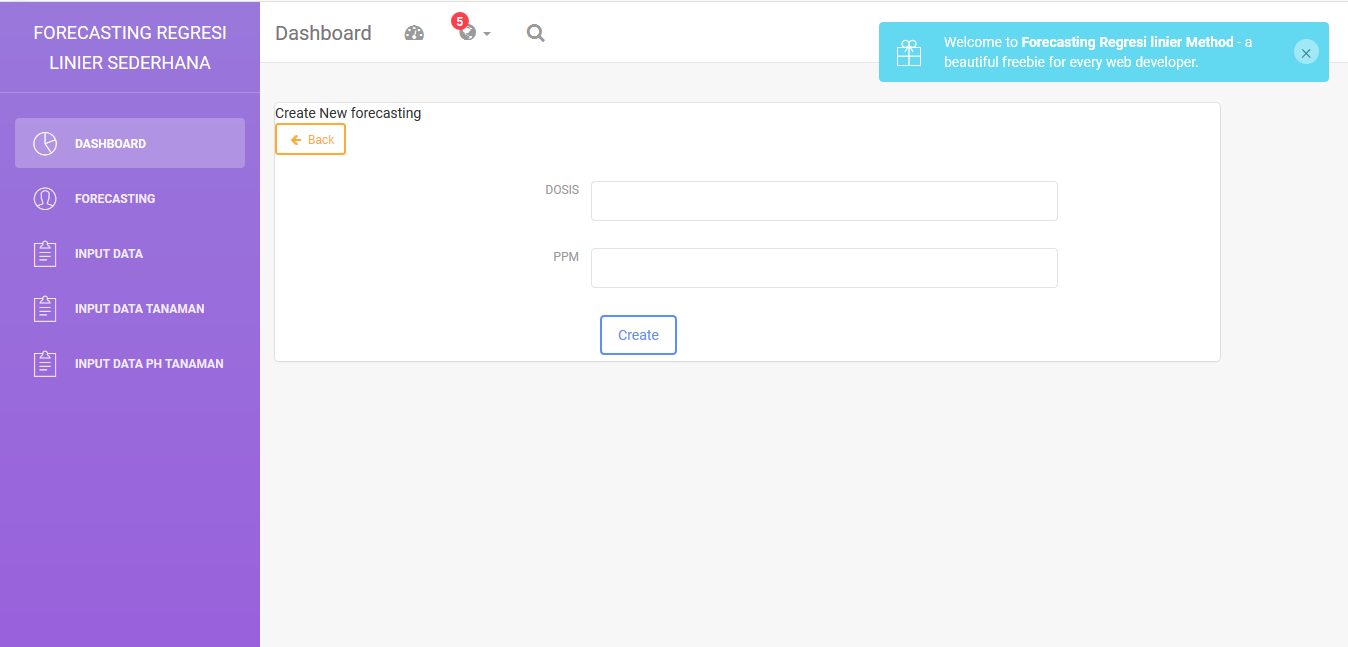 FORECASTING REGRESI
LINIER SEDERHANA
DASHBOARD
FORECASTING
INPUT DATA
INPUT DATA TANAMAN
INPUT DATA PH TANAMAN
Dashboard
5
Welcome to Forecasting Regresi linier Method - a
beautiful freebie for every web developer.
Create New forecasting
Back
DOSIS
PPM
Create